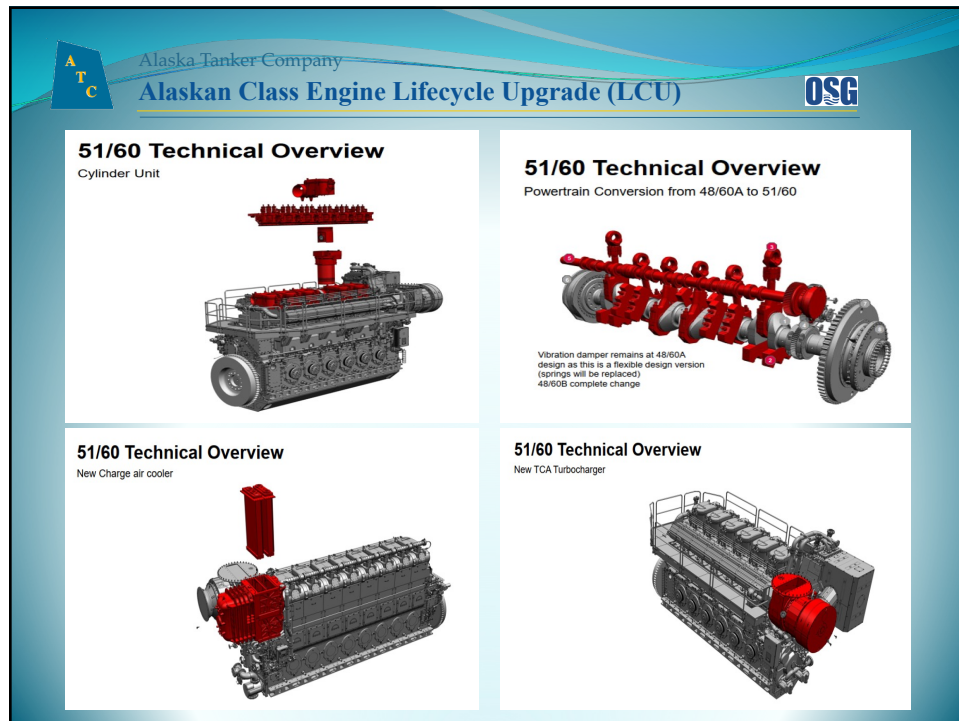 A
T
C
Alaska Tanker Company
Alaskan Class Engine Lifecycle Upgrade (LCU)
OSG
51/60 Technical Overview
Cylinder Unit
51/60 Technical Overview
Powertrain Conversion from 48/60A to 51/60
5
3
3
Vibration damper remains at 48/60A
design as this is a flexible design version
(springs will be replaced)
48/60B complete change
51/60 Technical Overview
New Charge air cooler
51/60 Technical Overview
New TCA Turbocharger